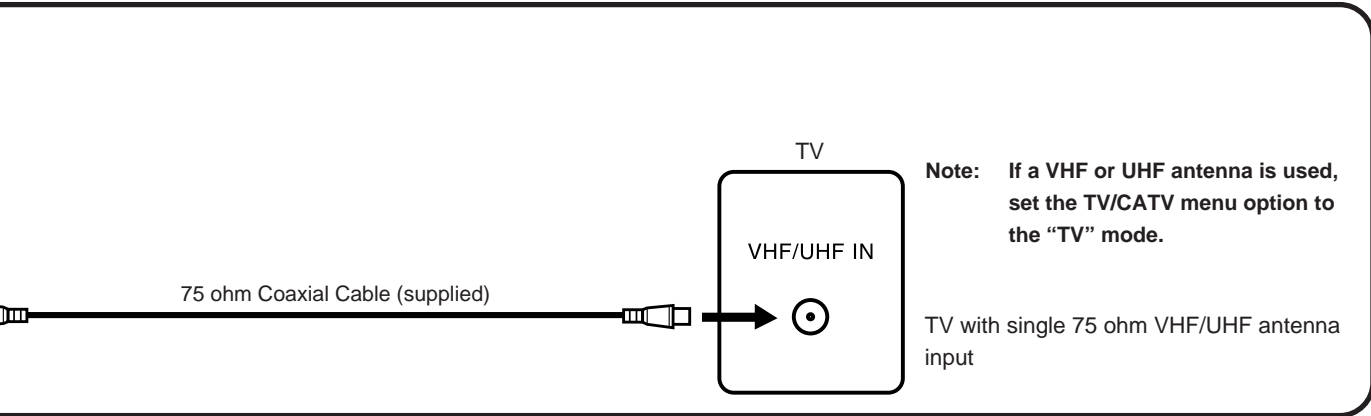 TV
Note: If a VHF or UHF antenna is used,
set the TV/CATV menu option to
the “TV” mode.
VHF/UHF IN
75 ohm Coaxial Cable (supplied)
TV with single 75 ohm VHF/UHF antenna
input